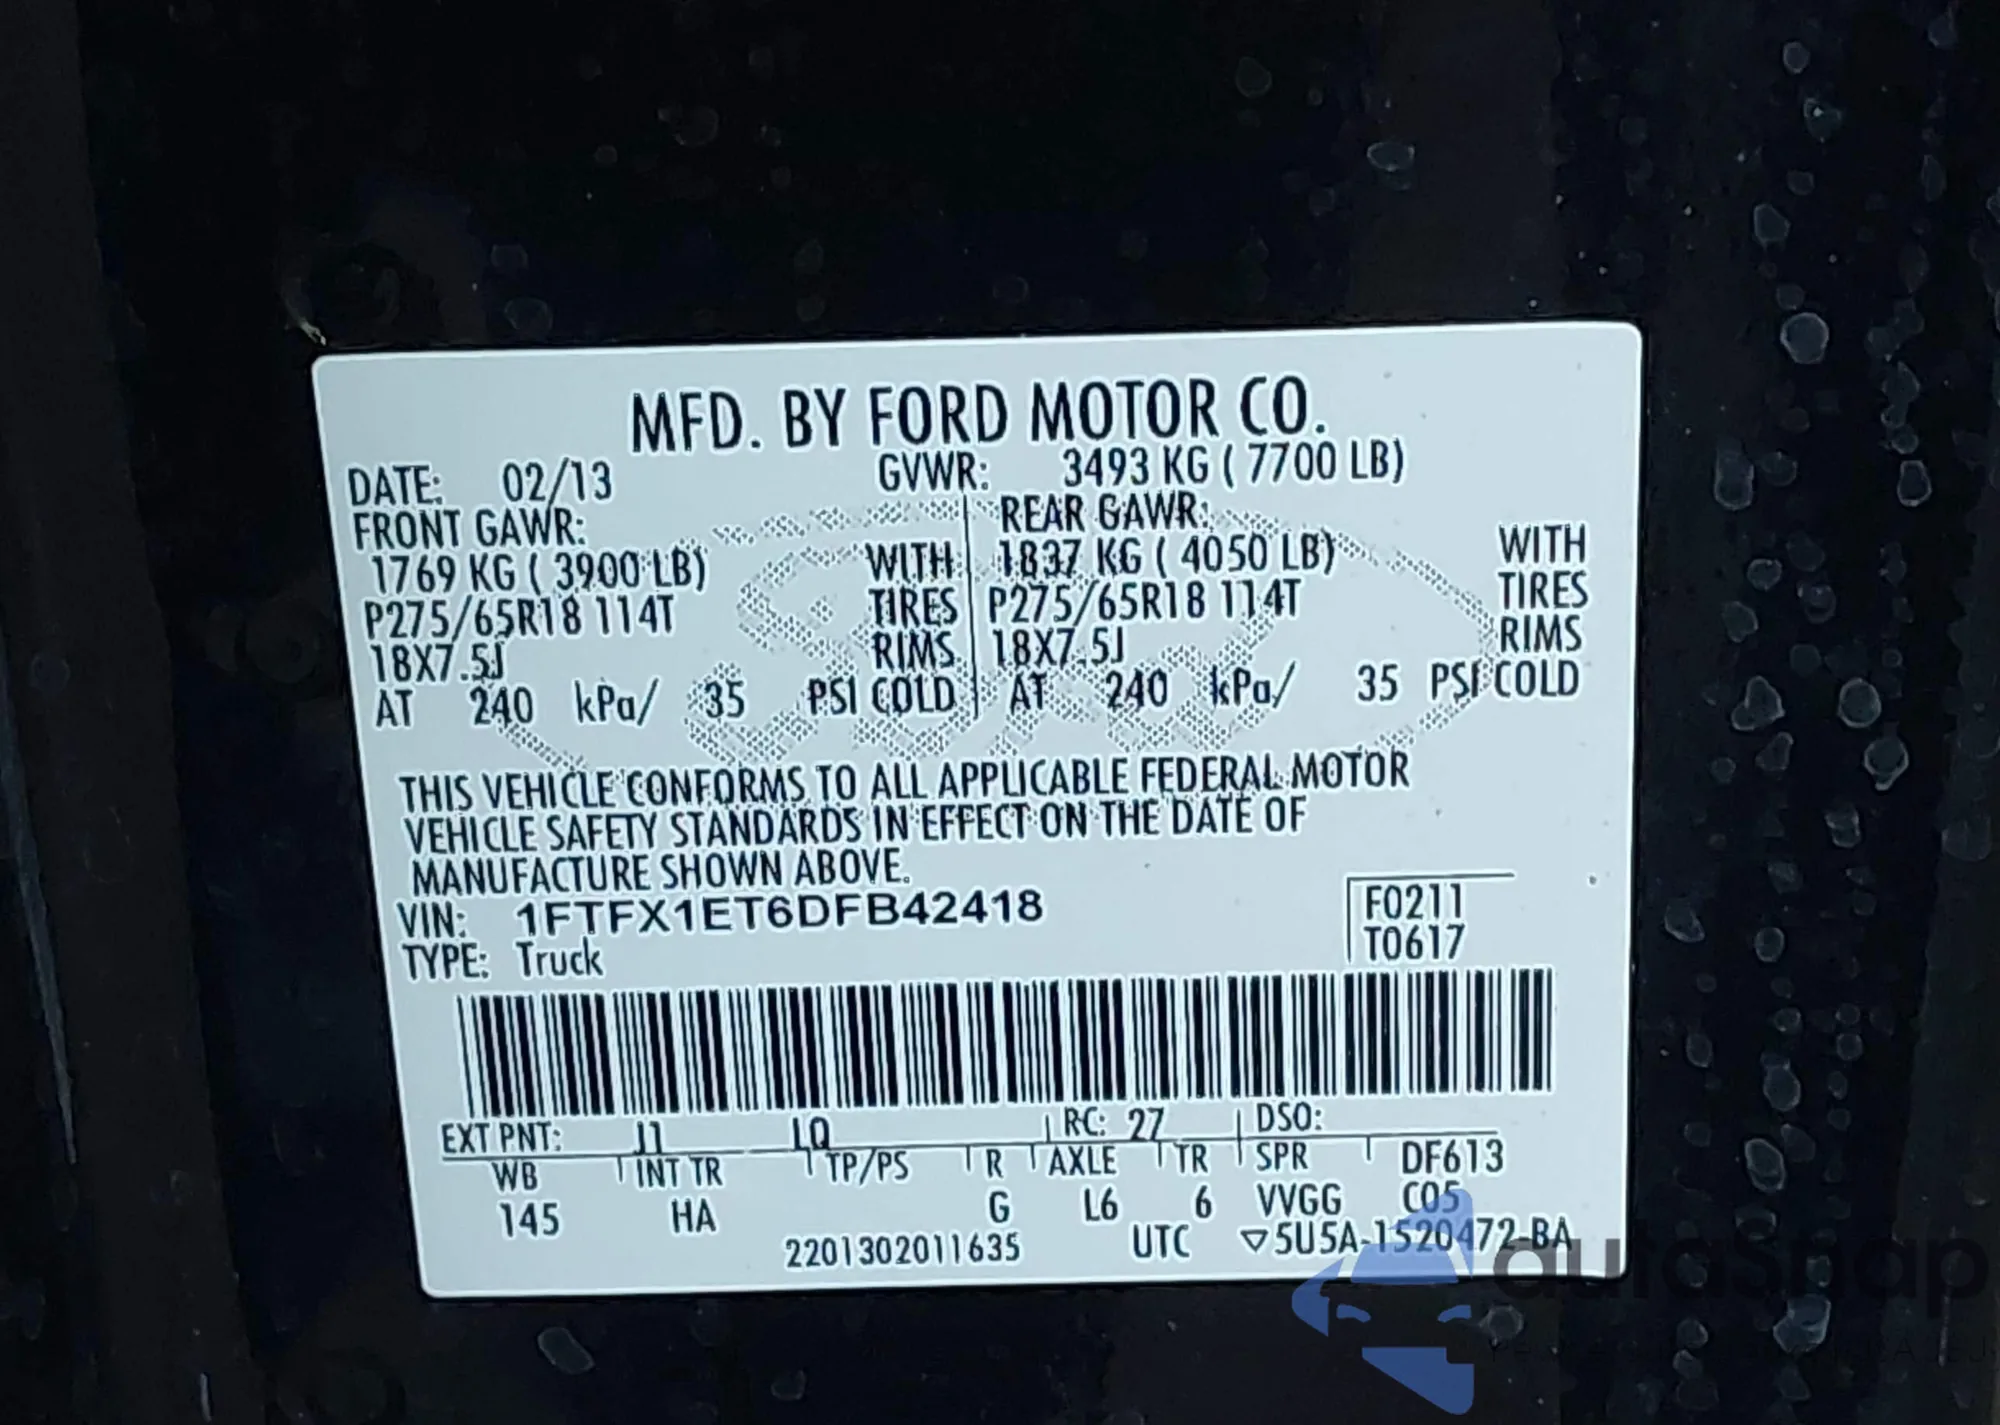 MFD. BY FORD MOTOR CO.
DATE: 02/13 GVWR: 3493 KG ( 7700 LB)
FRONT GAWR: REAR GAWR:
1769 KG ( 3900 LB) WITH 1837 KG ( 4050 LB) WITH
P275/65R18 114T TIRES P275/65R18 114T TIRES
18X7.5J RIMS 18X7.5J RIMS
AT 240 kPa/ 35 PSI COLD AT 240 kPa/ 35 PSI COLD
THIS VEHICLE CONFORMS TO ALL APPLICABLE FEDERAL MOTOR
VEHICLE SAFETY STANDARDS IN EFFECT ON THE DATE OF
MANUFACTURE SHOWN ABOVE.
VIN: 1FTFX1ET6DFB42418 F0211
TYPE: Truck T0617
EXT PNT: J1 LQ RC: 27 DSO:
WB INT TR TP/PS R AXLE TR SPR DF613
145 HA G L6 6 VVGG C05
2201302011635 UTC ▽5U5A-1520472-BA
autosnap